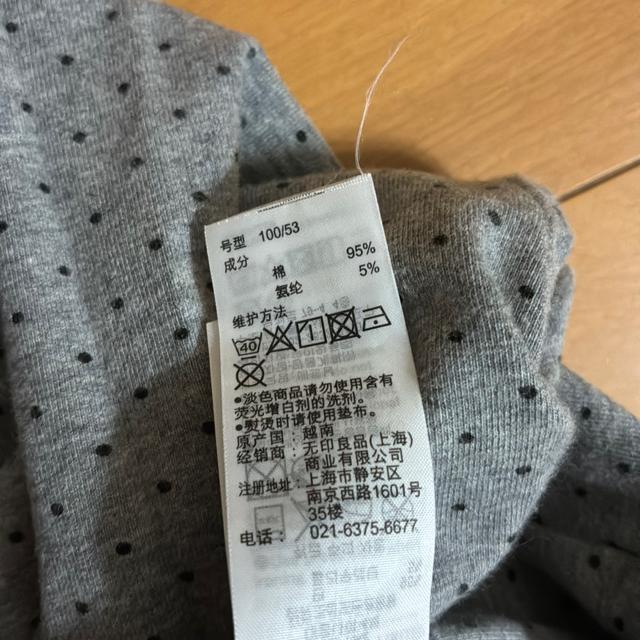 号型 100/53
成分
棉 95%
氨纶 5%
维护方法
40
•淡色商品请勿使用含有
荧光增白剂的洗剂。
•熨烫时请使用垫布。
原产国：越南
经销商：无印良品(上海)
商业有限公司
注册地址：上海市静安区
南京西路1601号
35楼
电话：021-6375-6677